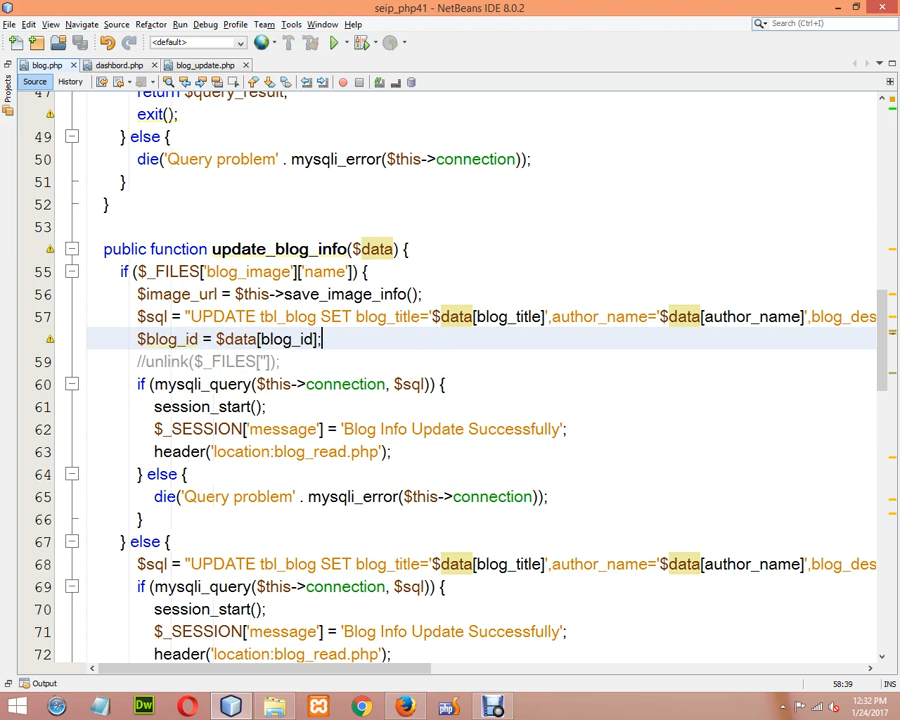 seip_php41 - NetBeans IDE 8.0.2
File Edit View Navigate Source Refactor Run Debug Profile Team Tools Window Help
Search (Ctrl+I)
<default>
blog.php dashbord.php blog_update.php
Projects
Source History
47 return $query_result;
exit();
49 } else {
50 die('Query problem' . mysqli_error($this->connection));
51 }
52 }
53
public function update_blog_info($data) {
55 if ($_FILES['blog_image']['name']) {
56 $image_url = $this->save_image_info();
57 $sql = "UPDATE tbl_blog SET blog_title='$data[blog_title]',author_name='$data[author_name]',blog_des
$blog_id = $data[blog_id];
59 //unlink($_FILES['']);
60 if (mysqli_query($this->connection, $sql)) {
61 session_start();
62 $_SESSION['message'] = 'Blog Info Update Successfully';
63 header('location:blog_read.php');
64 } else {
65 die('Query problem' . mysqli_error($this->connection));
66 }
67 } else {
68 $sql = "UPDATE tbl_blog SET blog_title='$data[blog_title]',author_name='$data[author_name]',blog_des
69 if (mysqli_query($this->connection, $sql)) {
70 session_start();
71 $_SESSION['message'] = 'Blog Info Update Successfully';
72 header('location:blog_read.php');
Output
58:39 INS
Dw
php
12:32 PM
1/24/2017